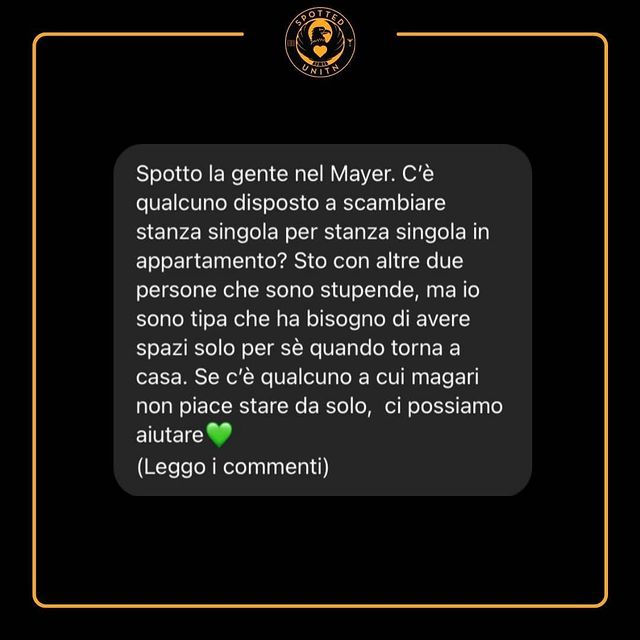 SPOTTED
UNITN
Spotto la gente nel Mayer. C’è
qualcuno disposto a scambiare
stanza singola per stanza singola in
appartamento? Sto con altre due
persone che sono stupende, ma io
sono tipa che ha bisogno di avere
spazi solo per sè quando torna a
casa. Se c’è qualcuno a cui magari
non piace stare da solo,  ci possiamo
aiutare💚
(Leggo i commenti)